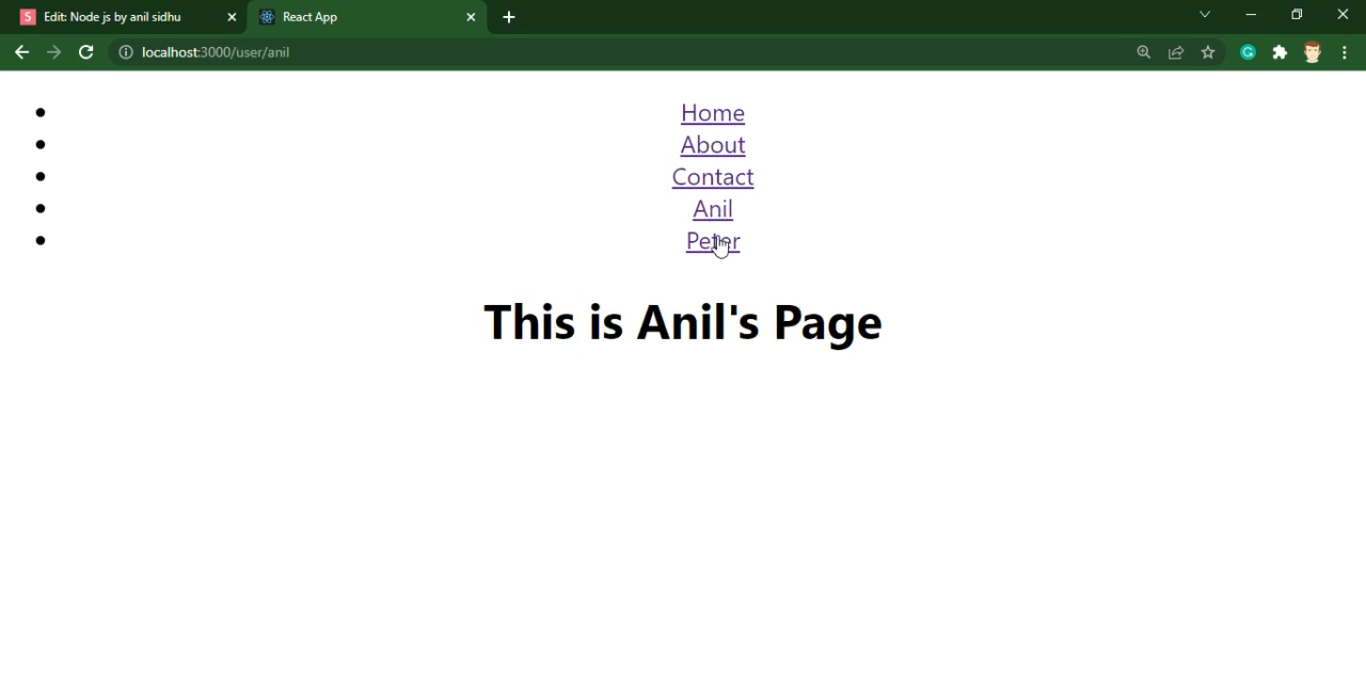 Edit: Node js by anil sidhu
React App
localhost:3000/user/anil
Home
About
Contact
Anil
Peter
This is Anil's Page